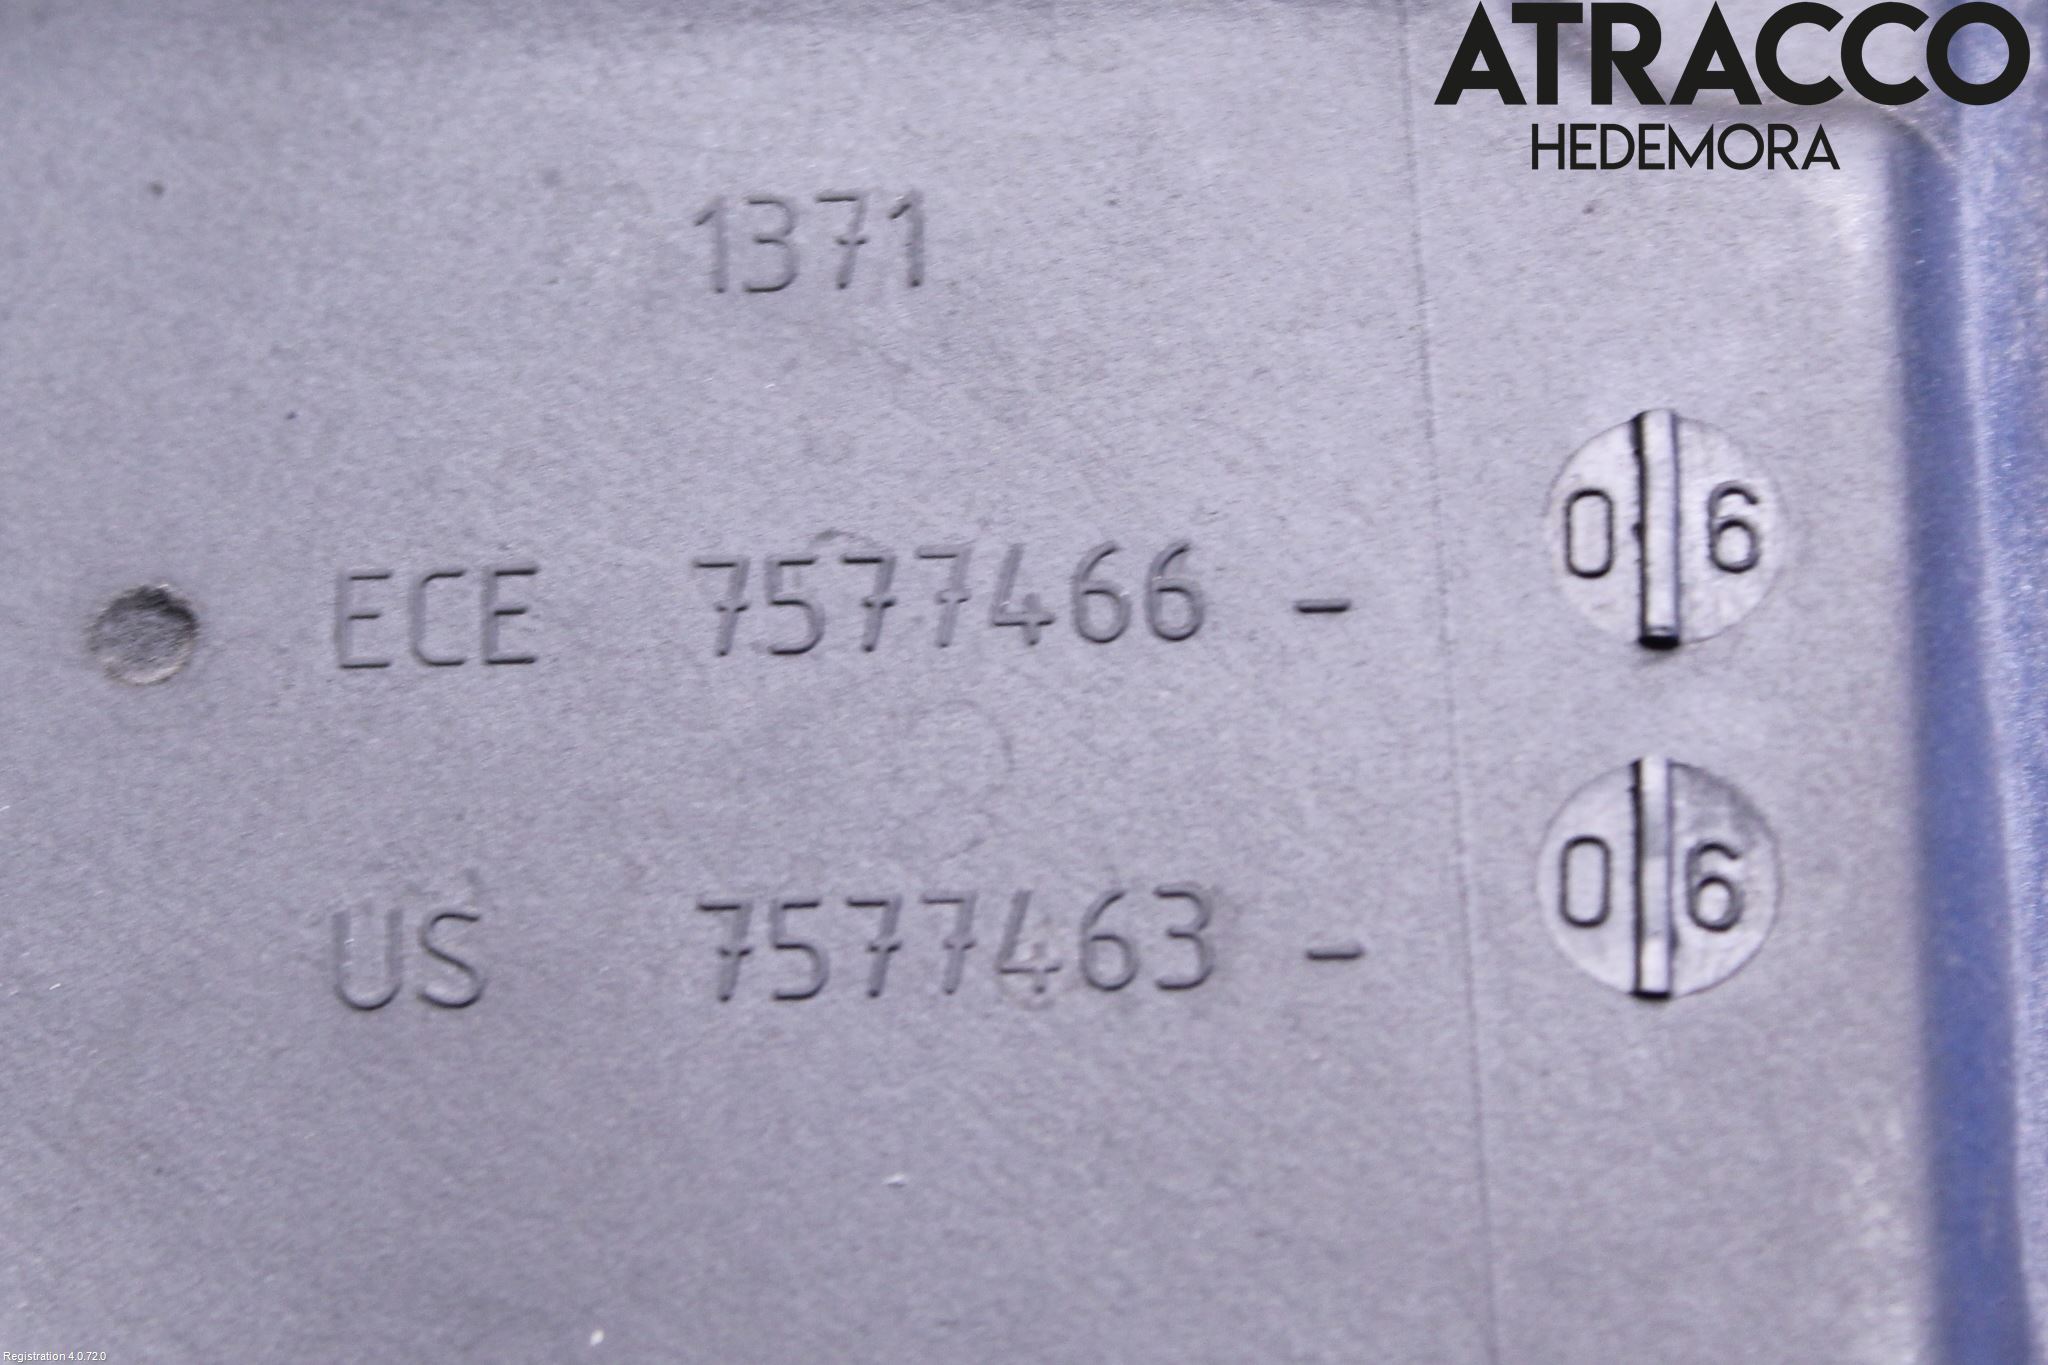 ATRACCO
HEDEMORA
1371
ECE 7577466 - 06
US 7577463 - 06
Registration 4.0.72.0